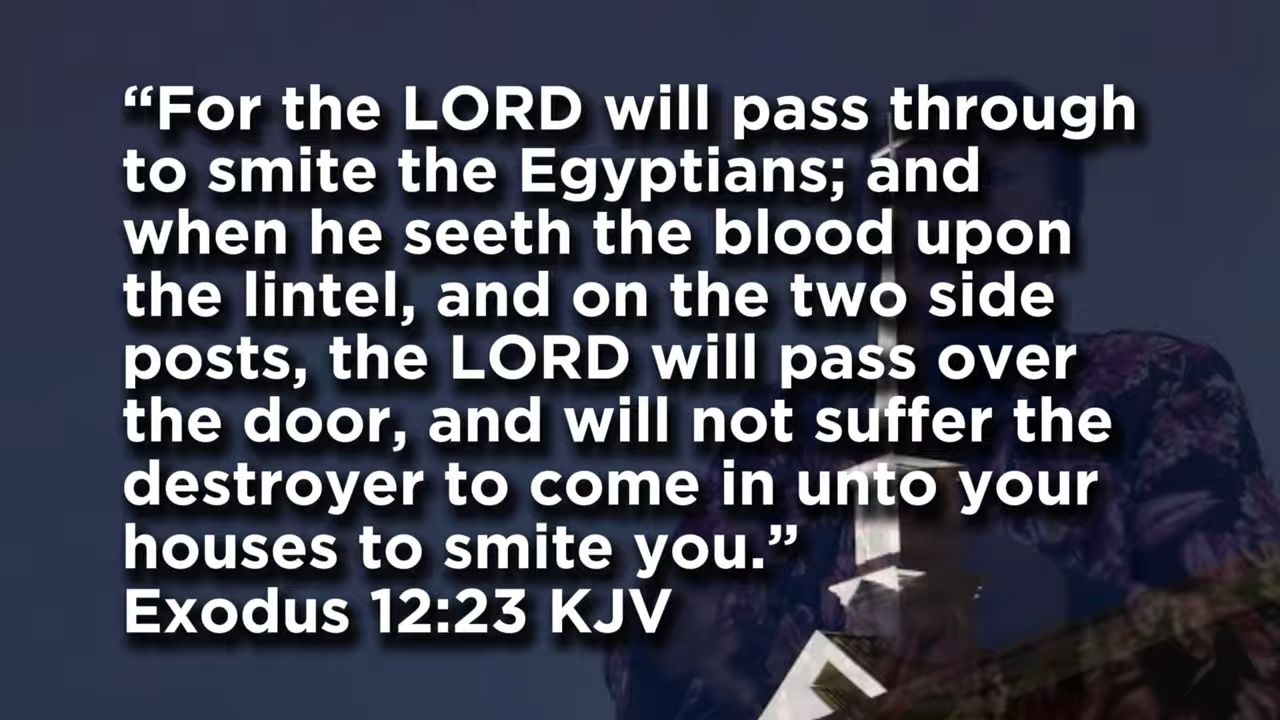 “For the LORD will pass through
to smite the Egyptians; and
when he seeth the blood upon
the lintel, and on the two side
posts, the LORD will pass over
the door, and will not suffer the
destroyer to come in unto your
houses to smite you.”
Exodus 12:23 KJV